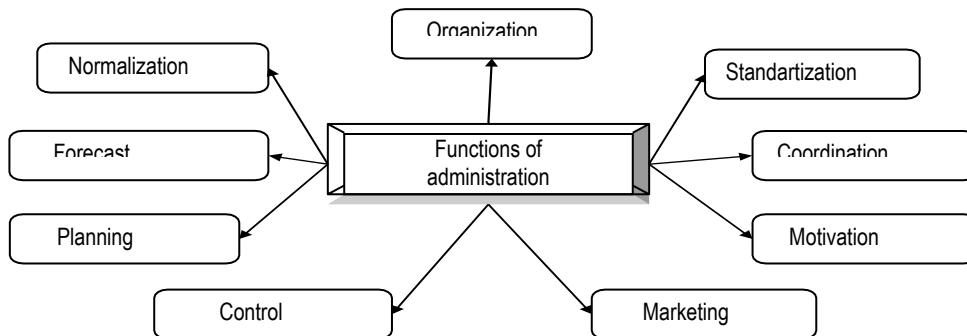 Organization
Normalization
Standartization
Forecast
Functions of
administration
Coordination
Planning
Motivation
Control
Marketing